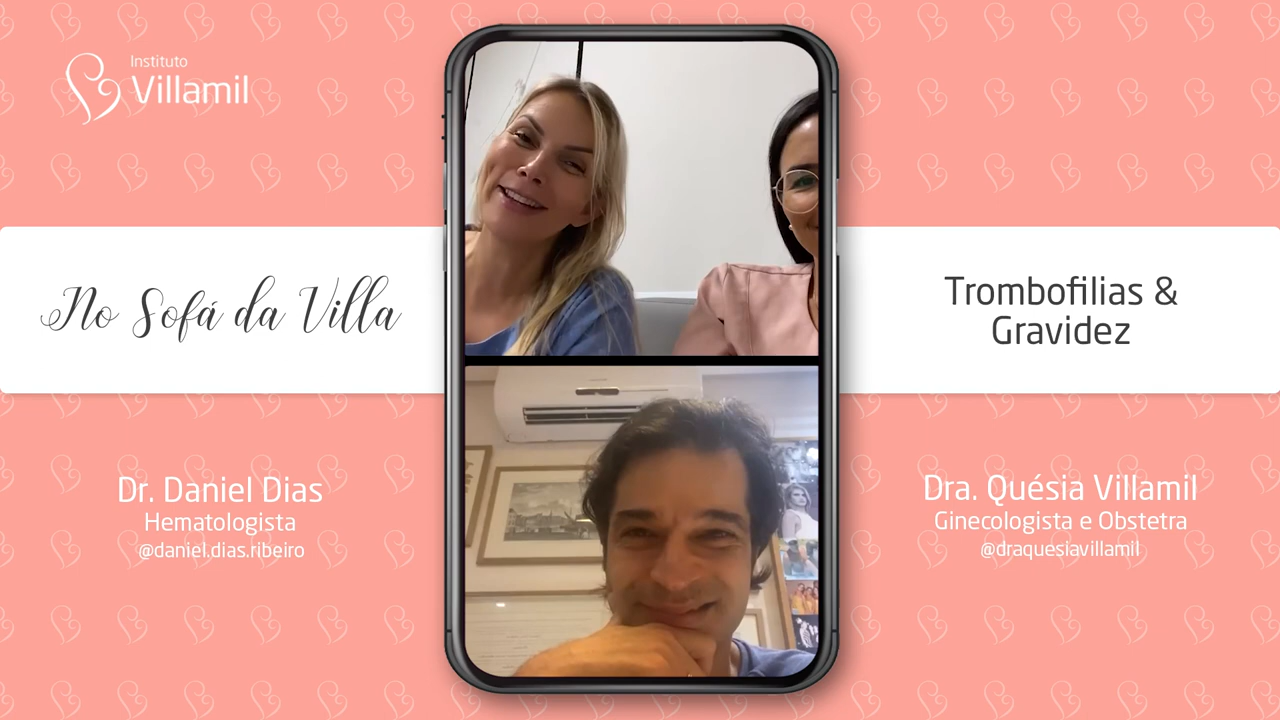 Instituto
Villamil
No Sofá da Villa
Trombofilias &
Gravidez
Dr. Daniel Dias
Hematologista
@daniel.dias.ribeiro
Dra. Quésia Villamil
Ginecologista e Obstetra
@draquesiavillamil